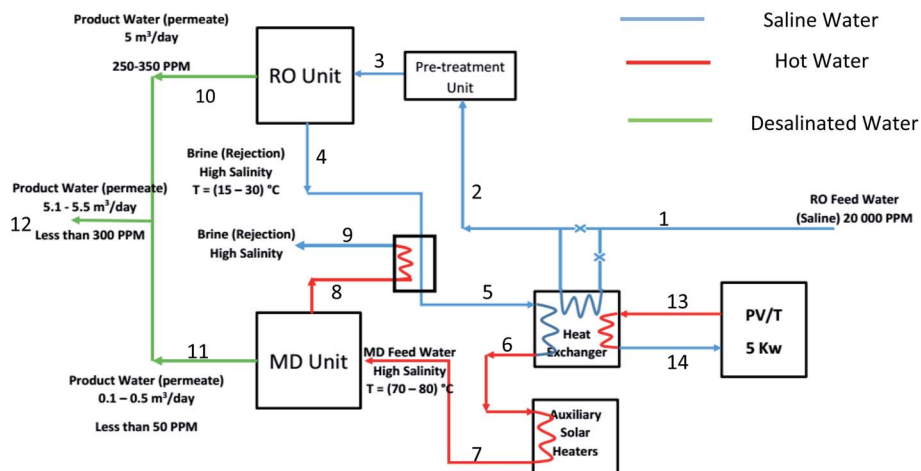 Product Water (permeate)
5 m³/day
250-350 PPM
10
RO Unit
3
Pre-treatment
Unit
Saline Water
Hot Water
Desalinated Water
4
Brine (Rejection)
High Salinity
T = (15 – 30) °C
2
1
RO Feed Water
(Saline) 20 000 PPM
Product Water (permeate)
5.1 - 5.5 m³/day
12
Less than 300 PPM
Brine (Rejection)
High Salinity
9
8
5
13
Heat
Exchanger
14
PV/T
5 Kw
6
11
MD Unit
MD Feed Water
High Salinity
T = (70 – 80) °C
Product Water (permeate)
0.1 – 0.5 m³/day
Less than 50 PPM
7
Auxiliary
Solar
Heaters